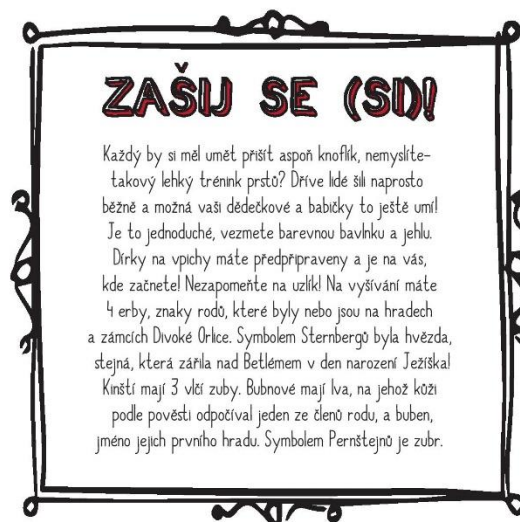 ZAŠIJ SE (SI)!
Každý by si měl umět přišít aspoň knoflík, nemyslíte-
takový lehký trénink prstů? Dříve lidé šili naprosto
běžně a možná vaši dědečkové a babičky to ještě umí!
Je to jednoduché, vezmete barevnou bavlnku a jehlu.
Dírky na vpichy máte předpřipraveny a je na vás,
kde začnete! Nezapomeňte na uzlík! Na vyšívání máte
4 erby, znaky rodů, které byly nebo jsou na hradech
a zámcích Divoké Orlice. Symbolem Sternbergů byla hvězda,
stejná, která zářila nad Betlémem v den narození Ježíška!
Kinští mají 3 vlčí zuby. Bubnové mají lva, na jehož kůži
podle pověsti odpočíval jeden ze členů rodu, a buben,
jméno jejich prvního hradu. Symbolem Pernštejnů je zubr.